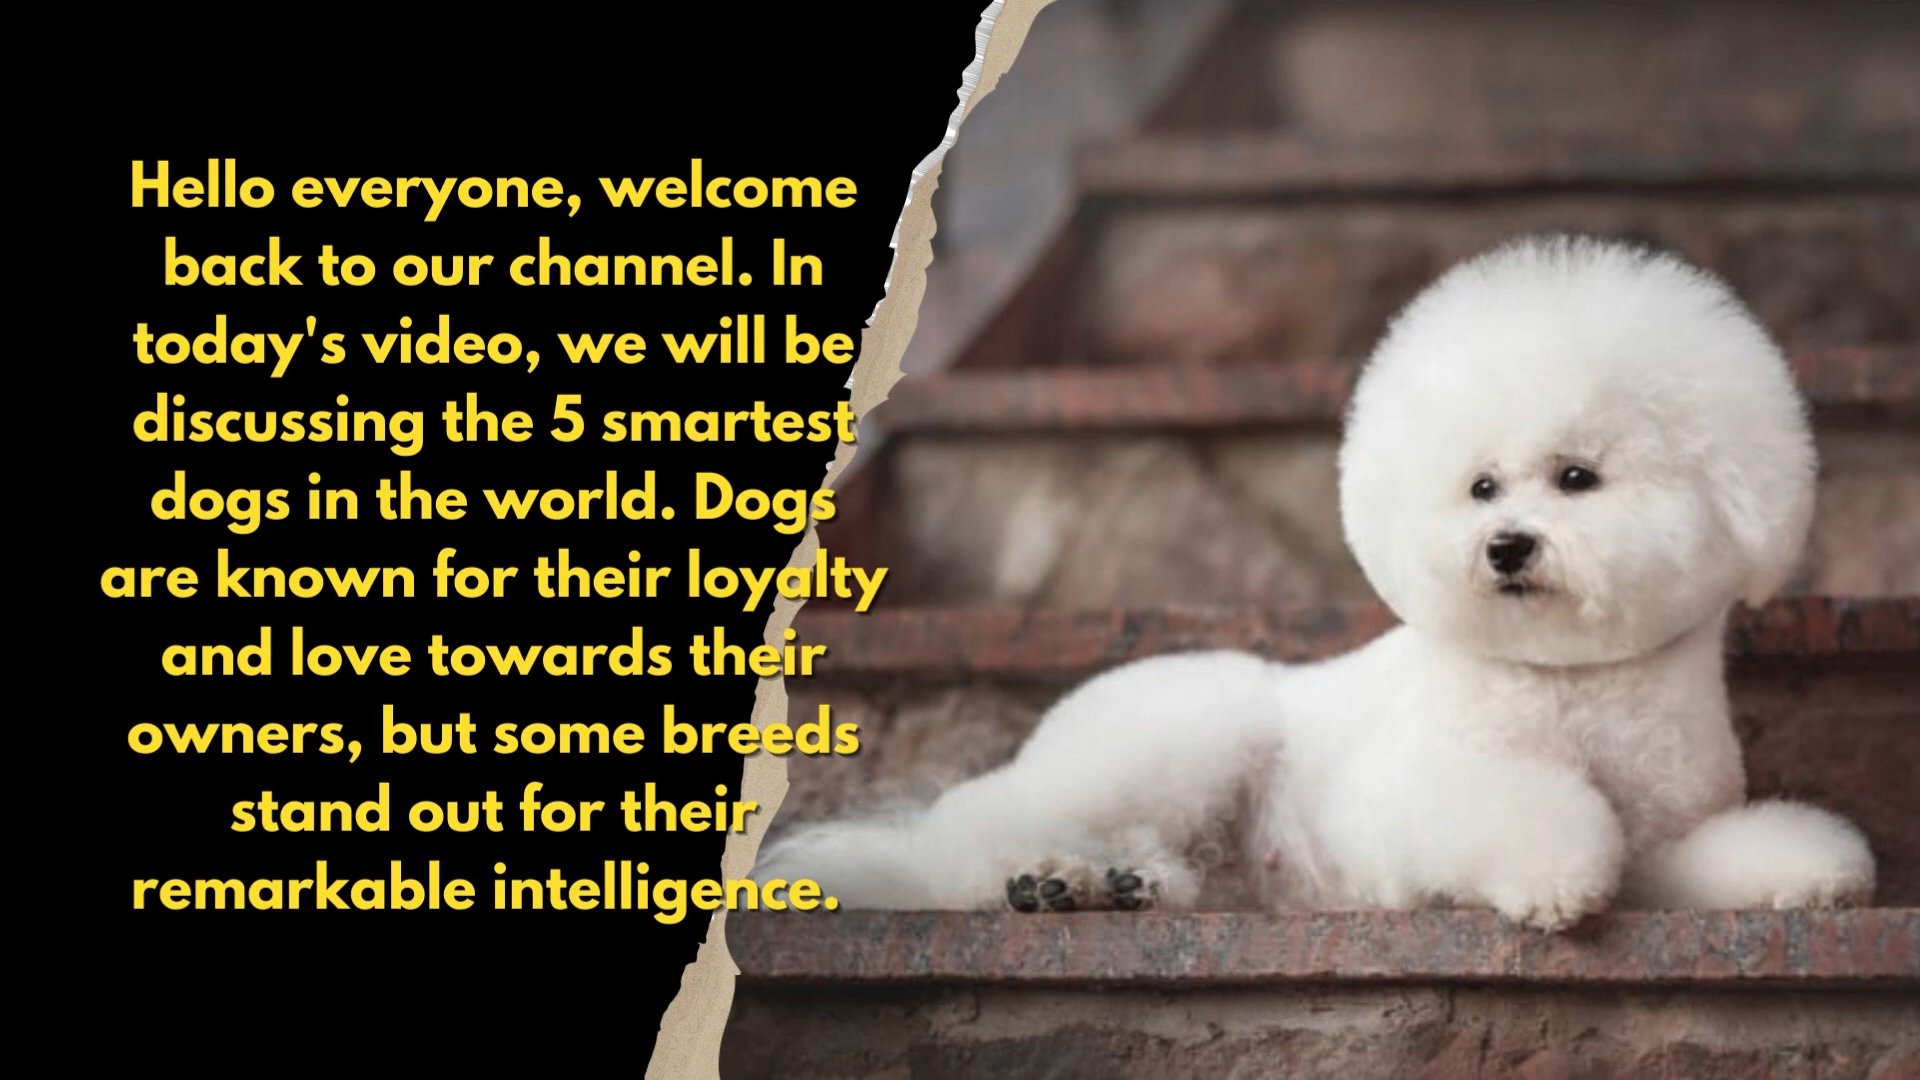 Hello everyone, welcome
back to our channel. In
today's video, we will be
discussing the 5 smartest
dogs in the world. Dogs
are known for their loyalty
and love towards their
owners, but some breeds
stand out for their
remarkable intelligence.